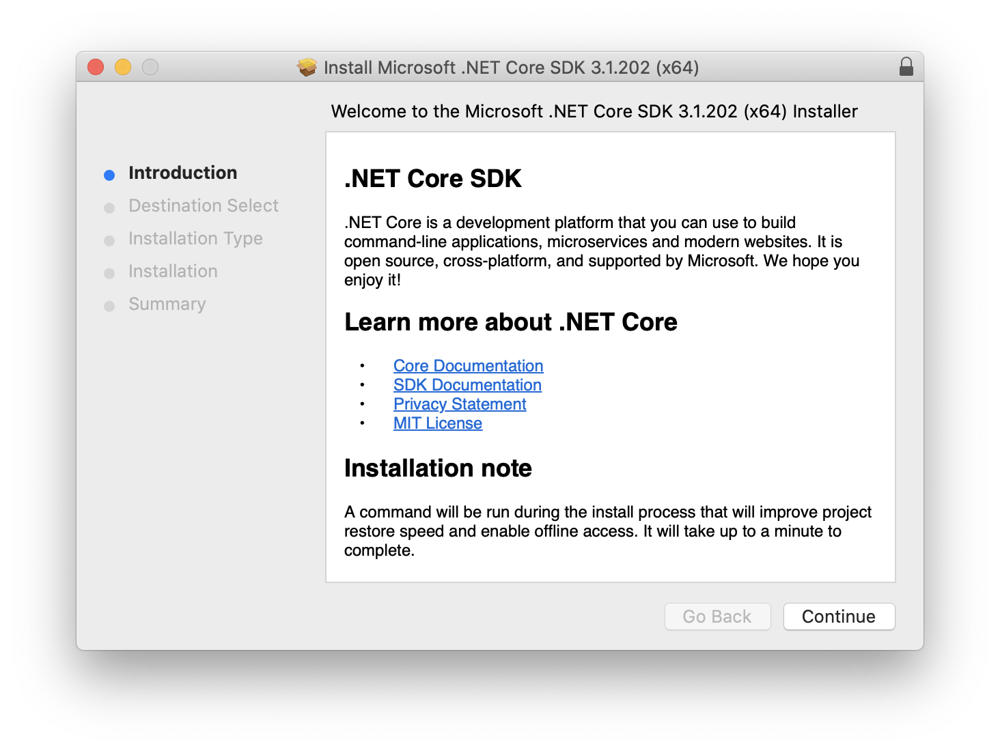 Install Microsoft .NET Core SDK 3.1.202 (x64)
Welcome to the Microsoft .NET Core SDK 3.1.202 (x64) Installer
Introduction
Destination Select
Installation Type
Installation
Summary
.NET Core SDK
.NET Core is a development platform that you can use to build
command-line applications, microservices and modern websites. It is
open source, cross-platform, and supported by Microsoft. We hope you
enjoy it!
Learn more about .NET Core
• Core Documentation
• SDK Documentation
• Privacy Statement
• MIT License
Installation note
A command will be run during the install process that will improve project
restore speed and enable offline access. It will take up to a minute to
complete.
Go Back
Continue